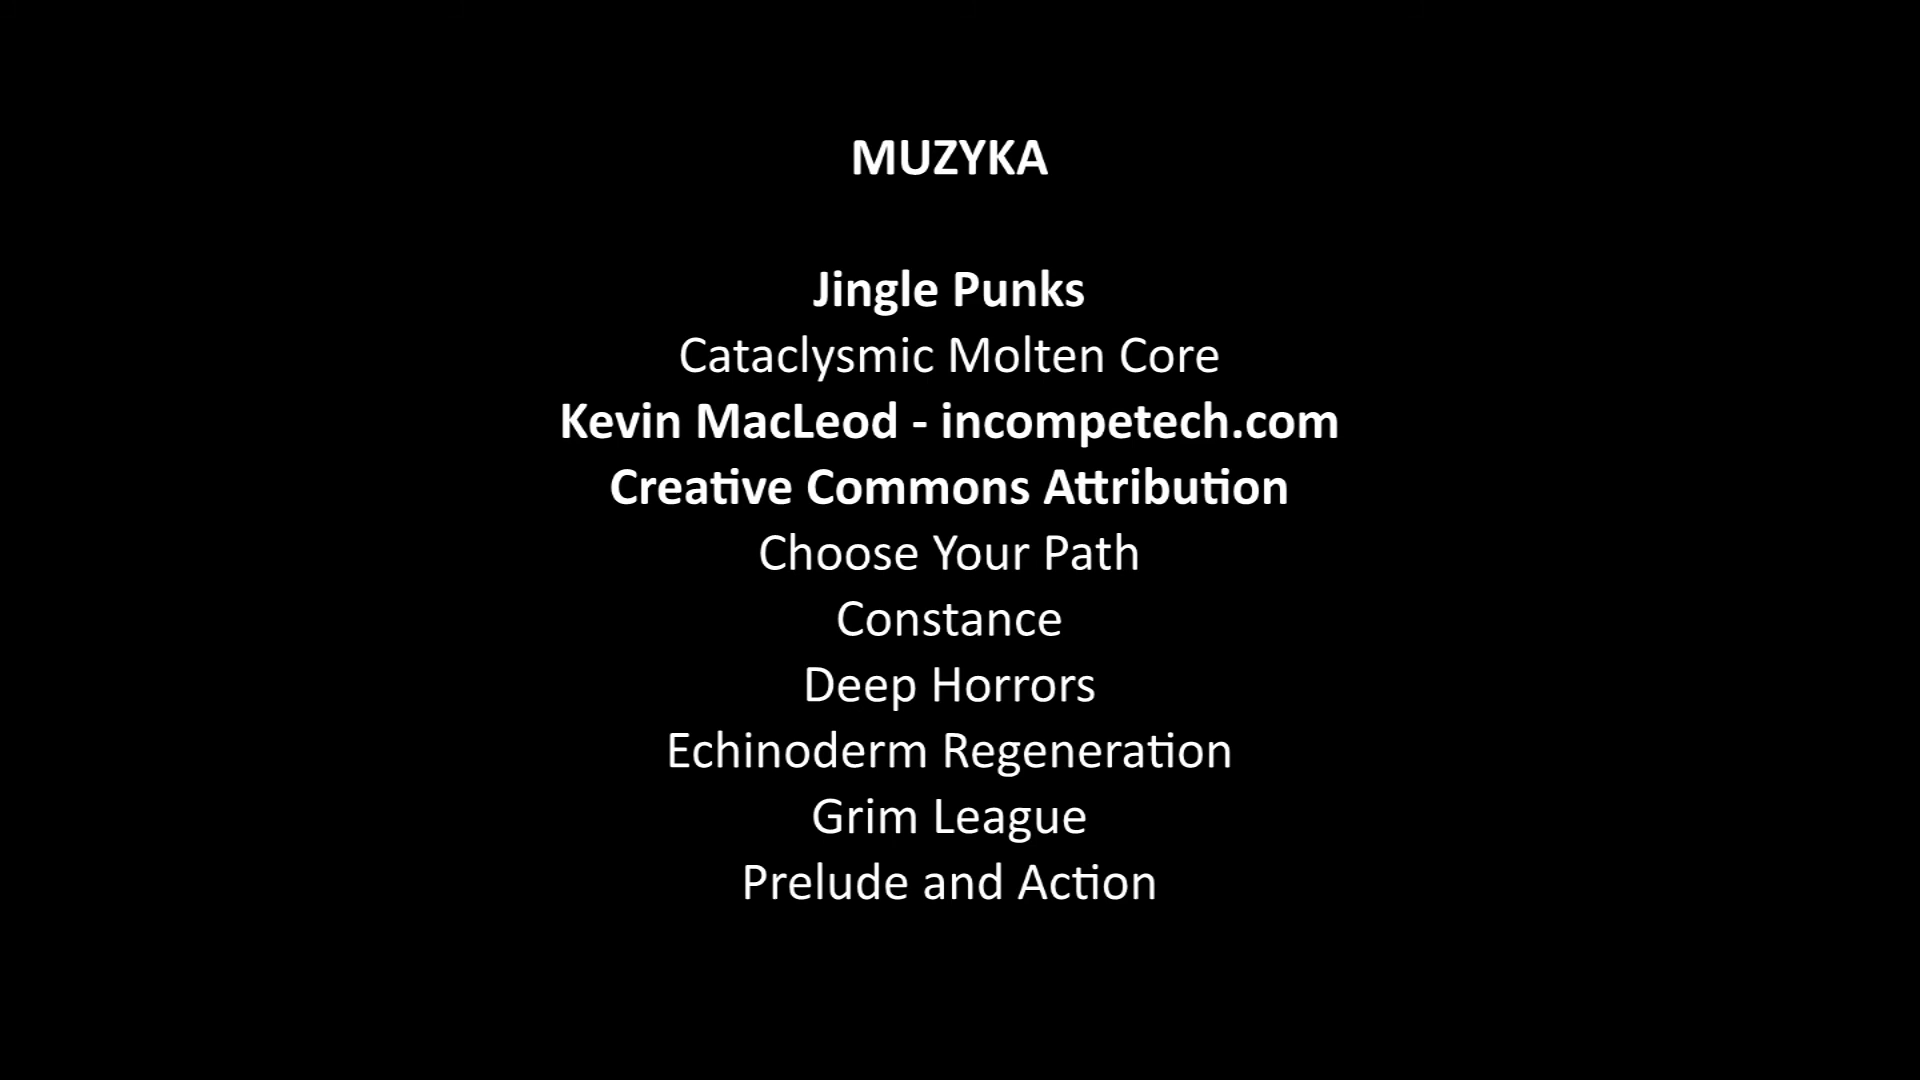 MUZYKA
Jingle Punks
Cataclysmic Molten Core
Kevin MacLeod - incompetech.com
Creative Commons Attribution
Choose Your Path
Constance
Deep Horrors
Echinoderm Regeneration
Grim League
Prelude and Action